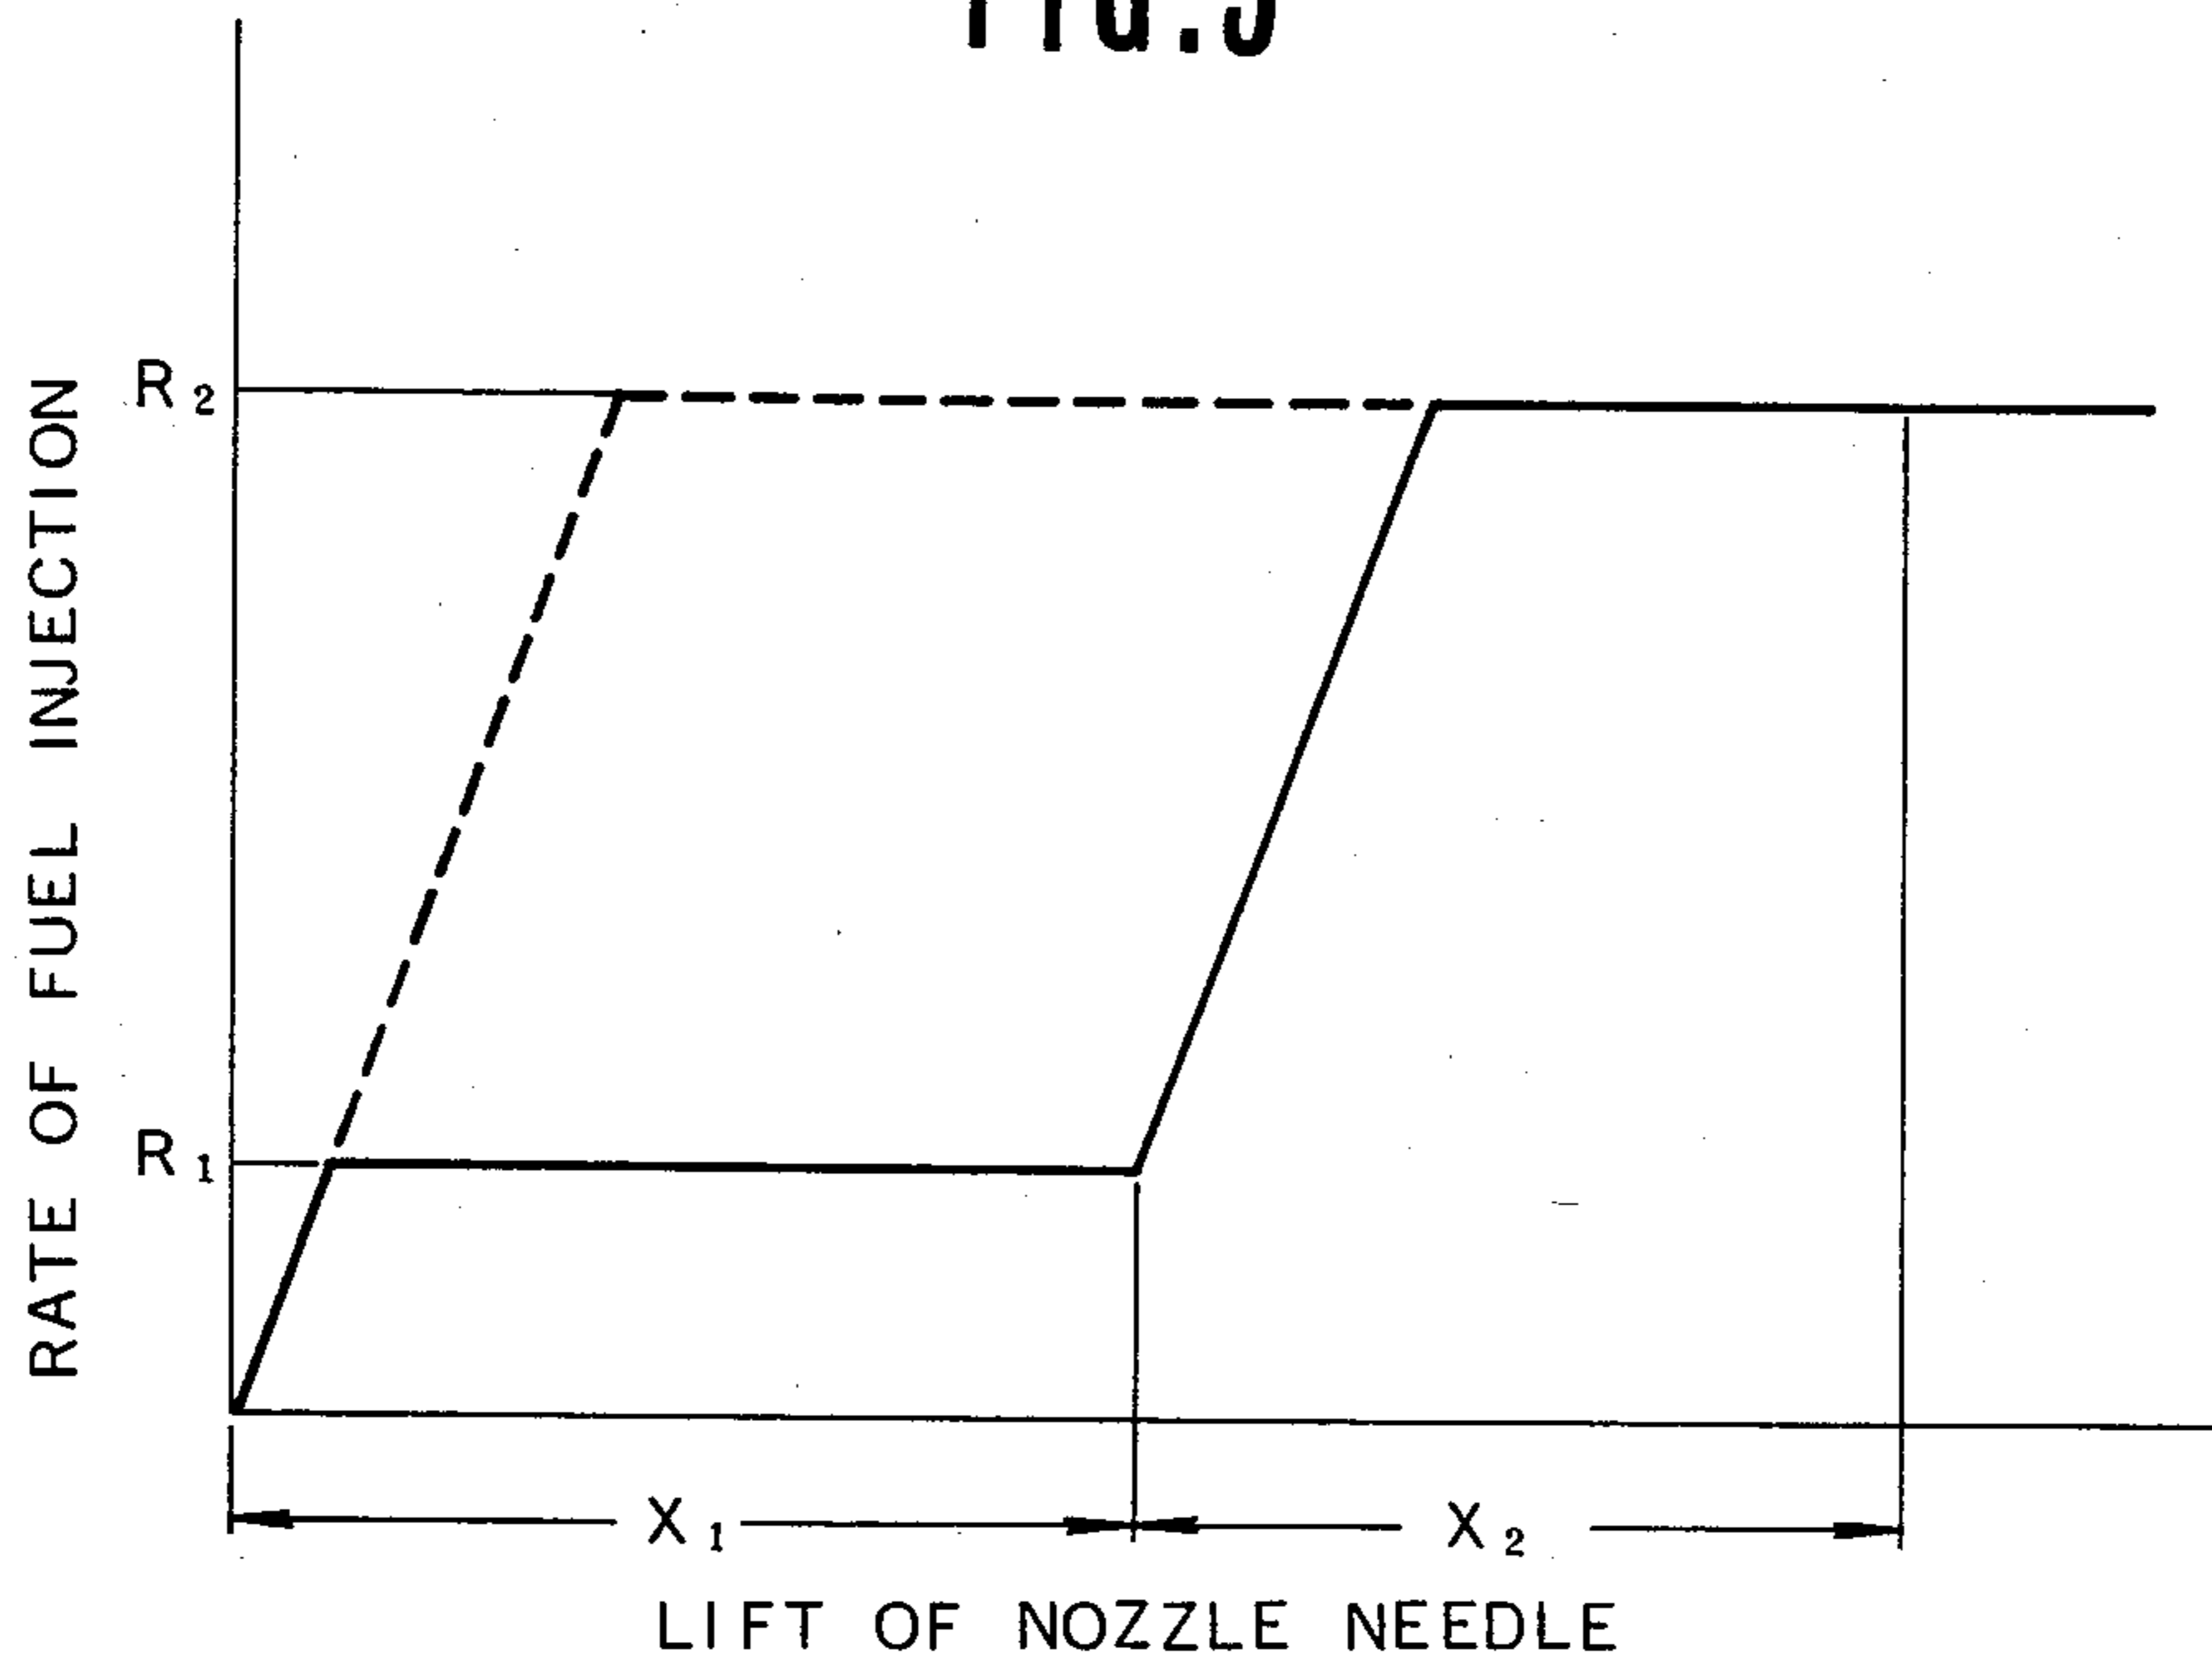 R₂
R₁
RATE OF FUEL INJECTION
X₁
X₂
LIFT OF NOZZLE NEEDLE